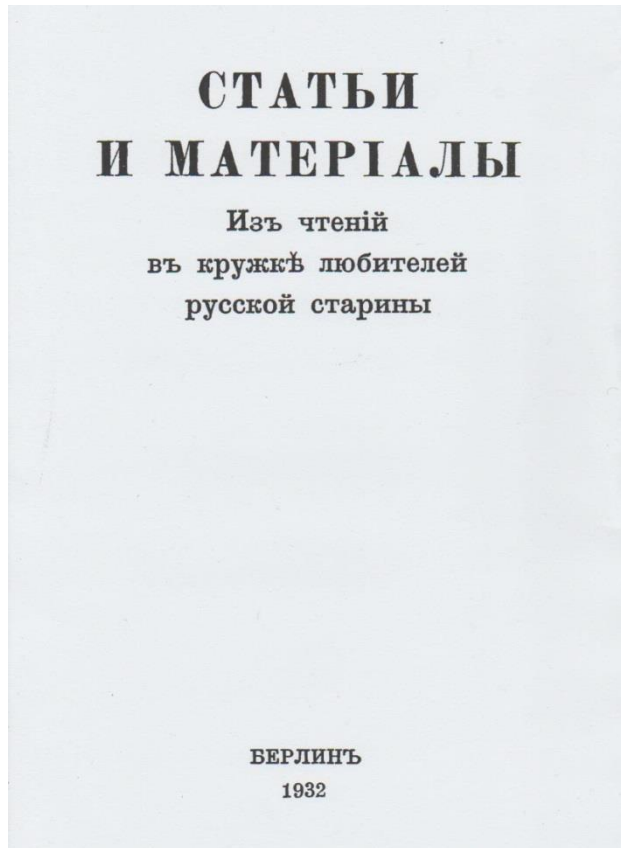 СТАТЬИ
И МАТЕРІАЛЫ
Изъ чтеній
въ кружкѣ любителей
русской старины
БЕРЛИНЪ
1932